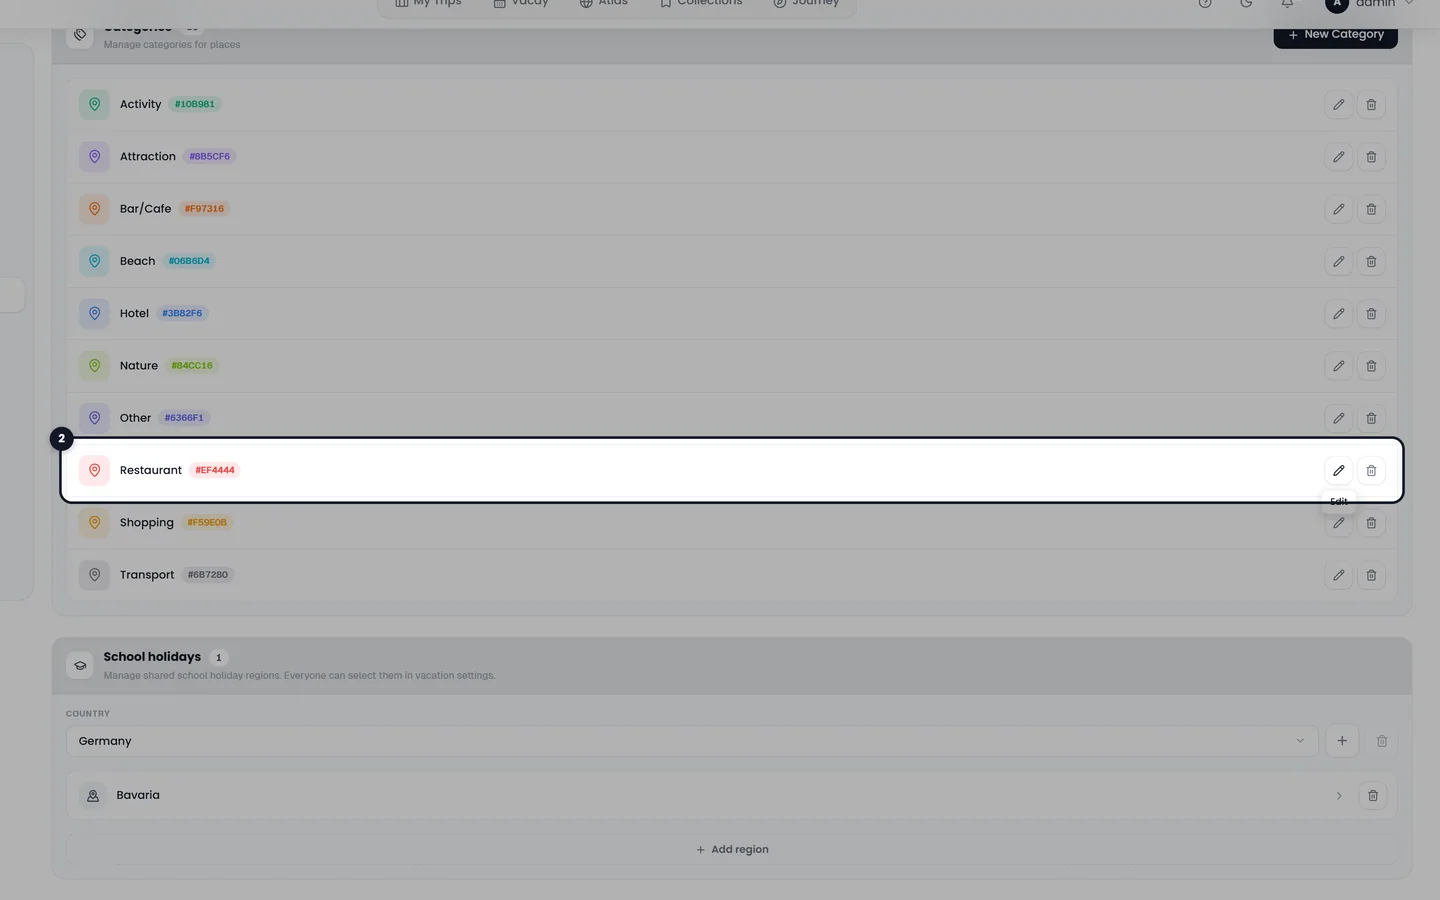 My Trips
Vacay
Atlas
Collections
Journey
A
admin
Categories
Manage categories for places
+ New Category
Activity #10B981
Attraction #8B5CF6
Bar/Cafe #F97316
Beach #06B6D4
Hotel #3B82F6
Nature #84CC16
Other #6366F1
2
Restaurant #EF4444
Edit
Shopping #F59E0B
Transport #6B7280
School holidays 1
Manage shared school holiday regions. Everyone can select them in vacation settings.
COUNTRY
Germany
Bavaria
+ Add region